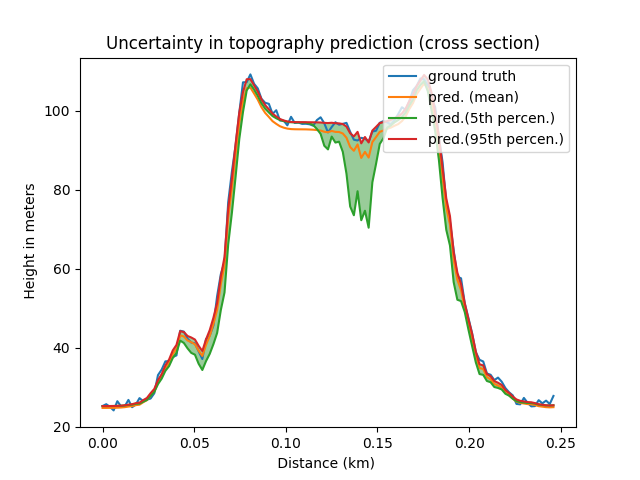 Uncertainty in topography prediction (cross section)
ground truth
pred. (mean)
pred.(5th percen.)
pred.(95th percen.)
Height in meters
100
80
60
40
20
0.00 0.05 0.10 0.15 0.20 0.25
Distance (km)